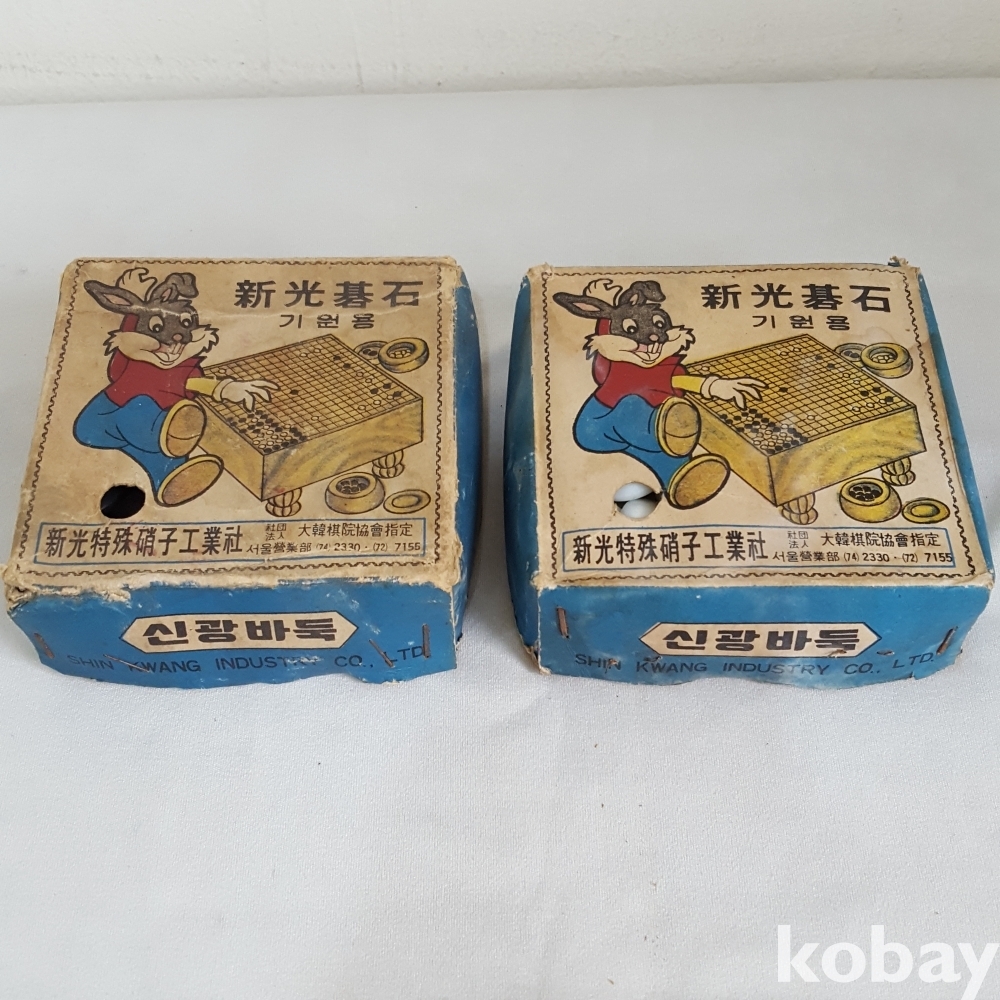 新光碁石
기원용
新光特殊硝子工業社
社団
法人
大韓棋院協會指定
서울營業部 (74) 2330 · (72) 7155
신광바둑
SHIN KWANG INDUSTRY CO., LTD.
新光碁石
기원용
新光特殊硝子工業社
社団
法人
大韓棋院協會指定
서울營業部 (74) 2330 · (72) 7155
신광바둑
SHIN KWANG INDUSTRY CO., LTD.
kobay